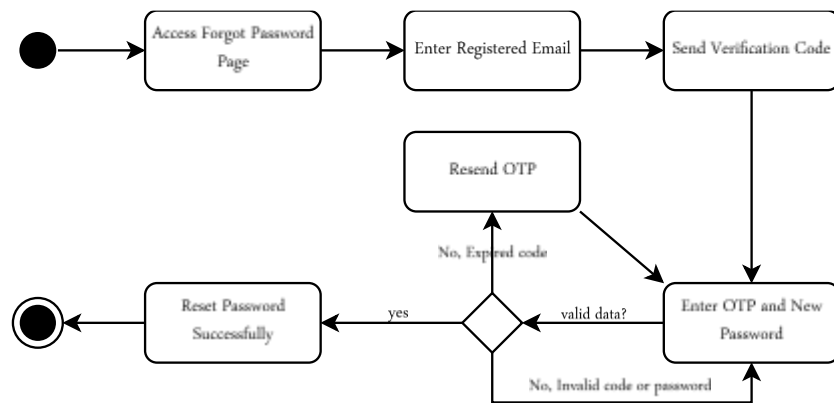 Access Forgot Password
Page
Enter Registered Email
Send Verification Code
Resend OTP
No, Expired code
Reset Password
Successfully
yes
valid data?
Enter OTP and New
Password
No, Invalid code or password